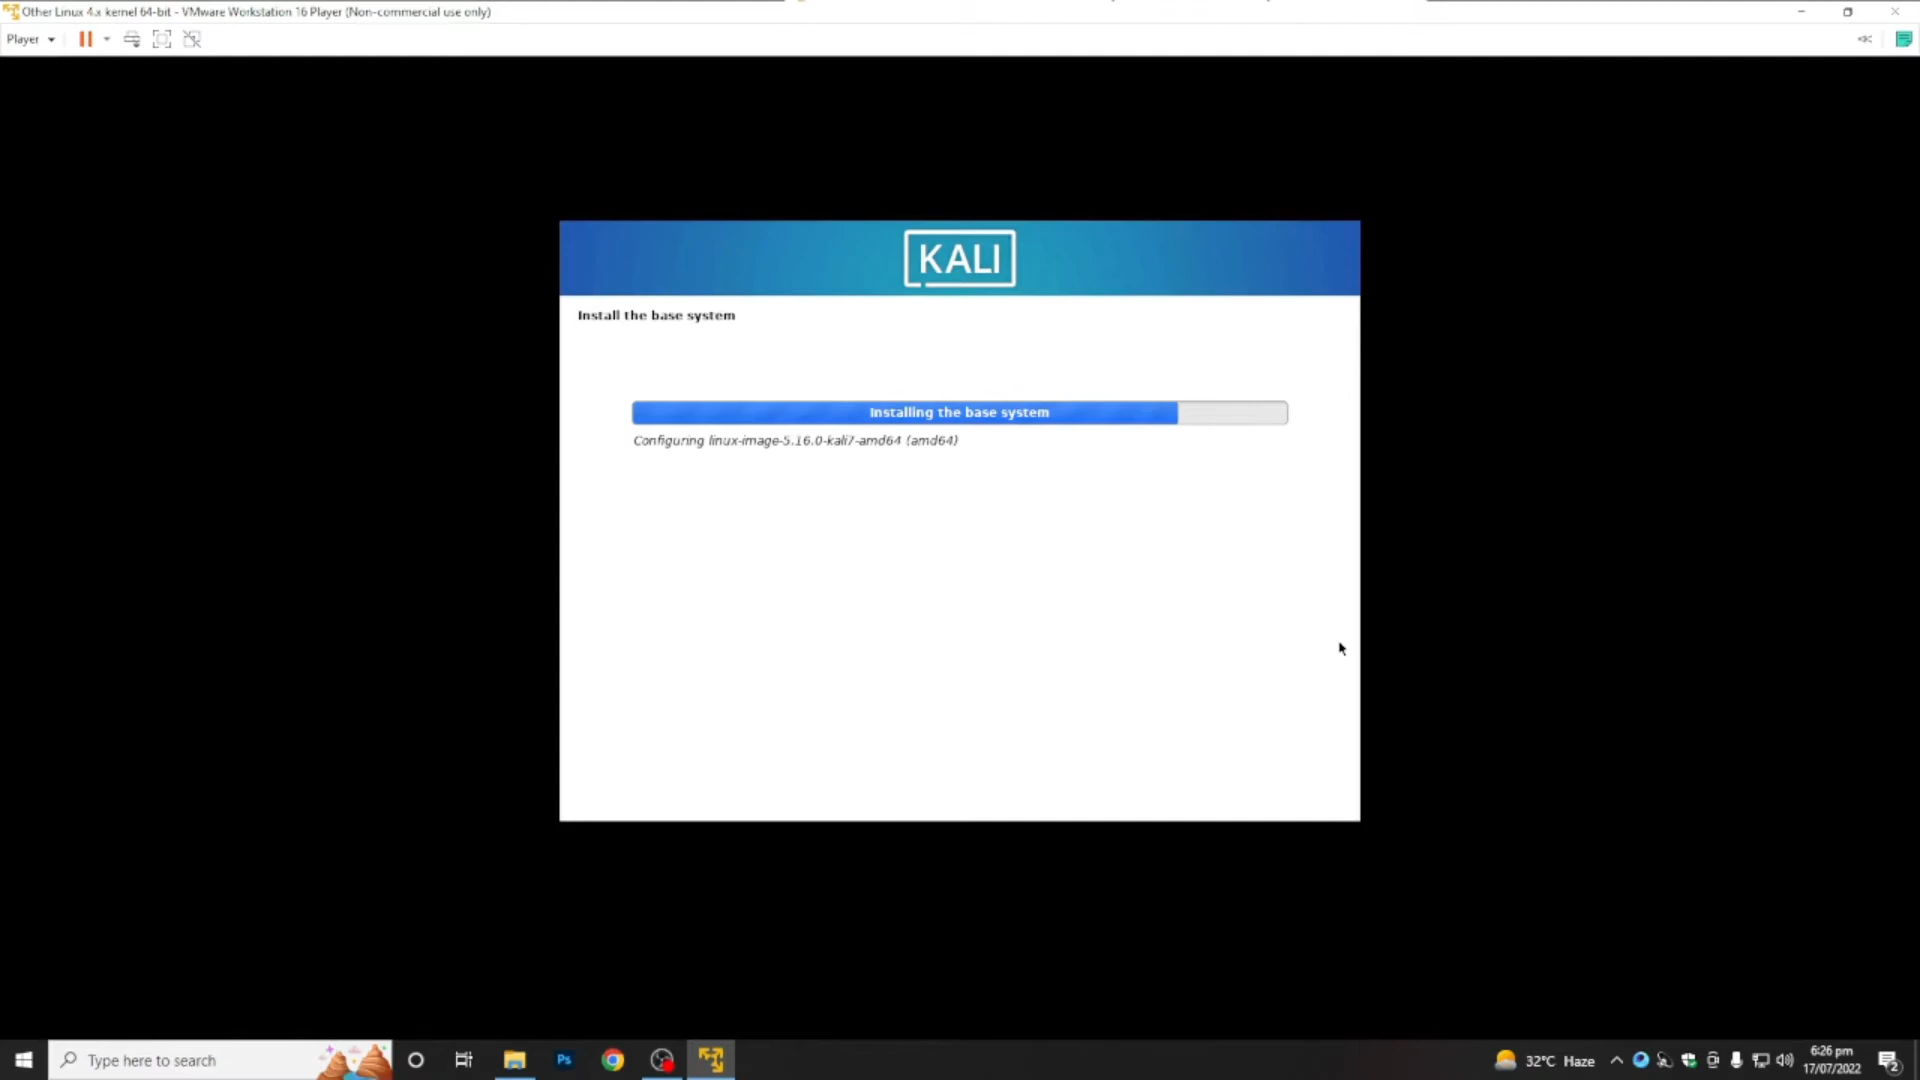 Other Linux 4.x kernel 64-bit - VMware Workstation 16 Player (Non-commercial use only)
Player
KALI
Install the base system
Installing the base system
Configuring linux-image-5.16.0-kali7-amd64 (amd64)
Type here to search
Ps
32°C Haze
6:26 pm
17/07/2022
2